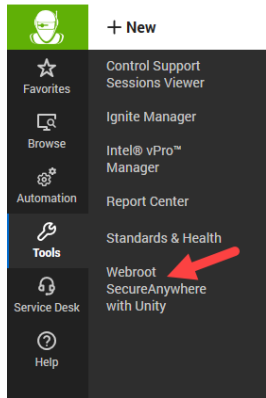 + New
Favorites
Browse
Automation
Tools
Service Desk
Help
Control Support
Sessions Viewer
Ignite Manager
Intel® vPro™
Manager
Report Center
Standards & Health
Webroot
SecureAnywhere
with Unity